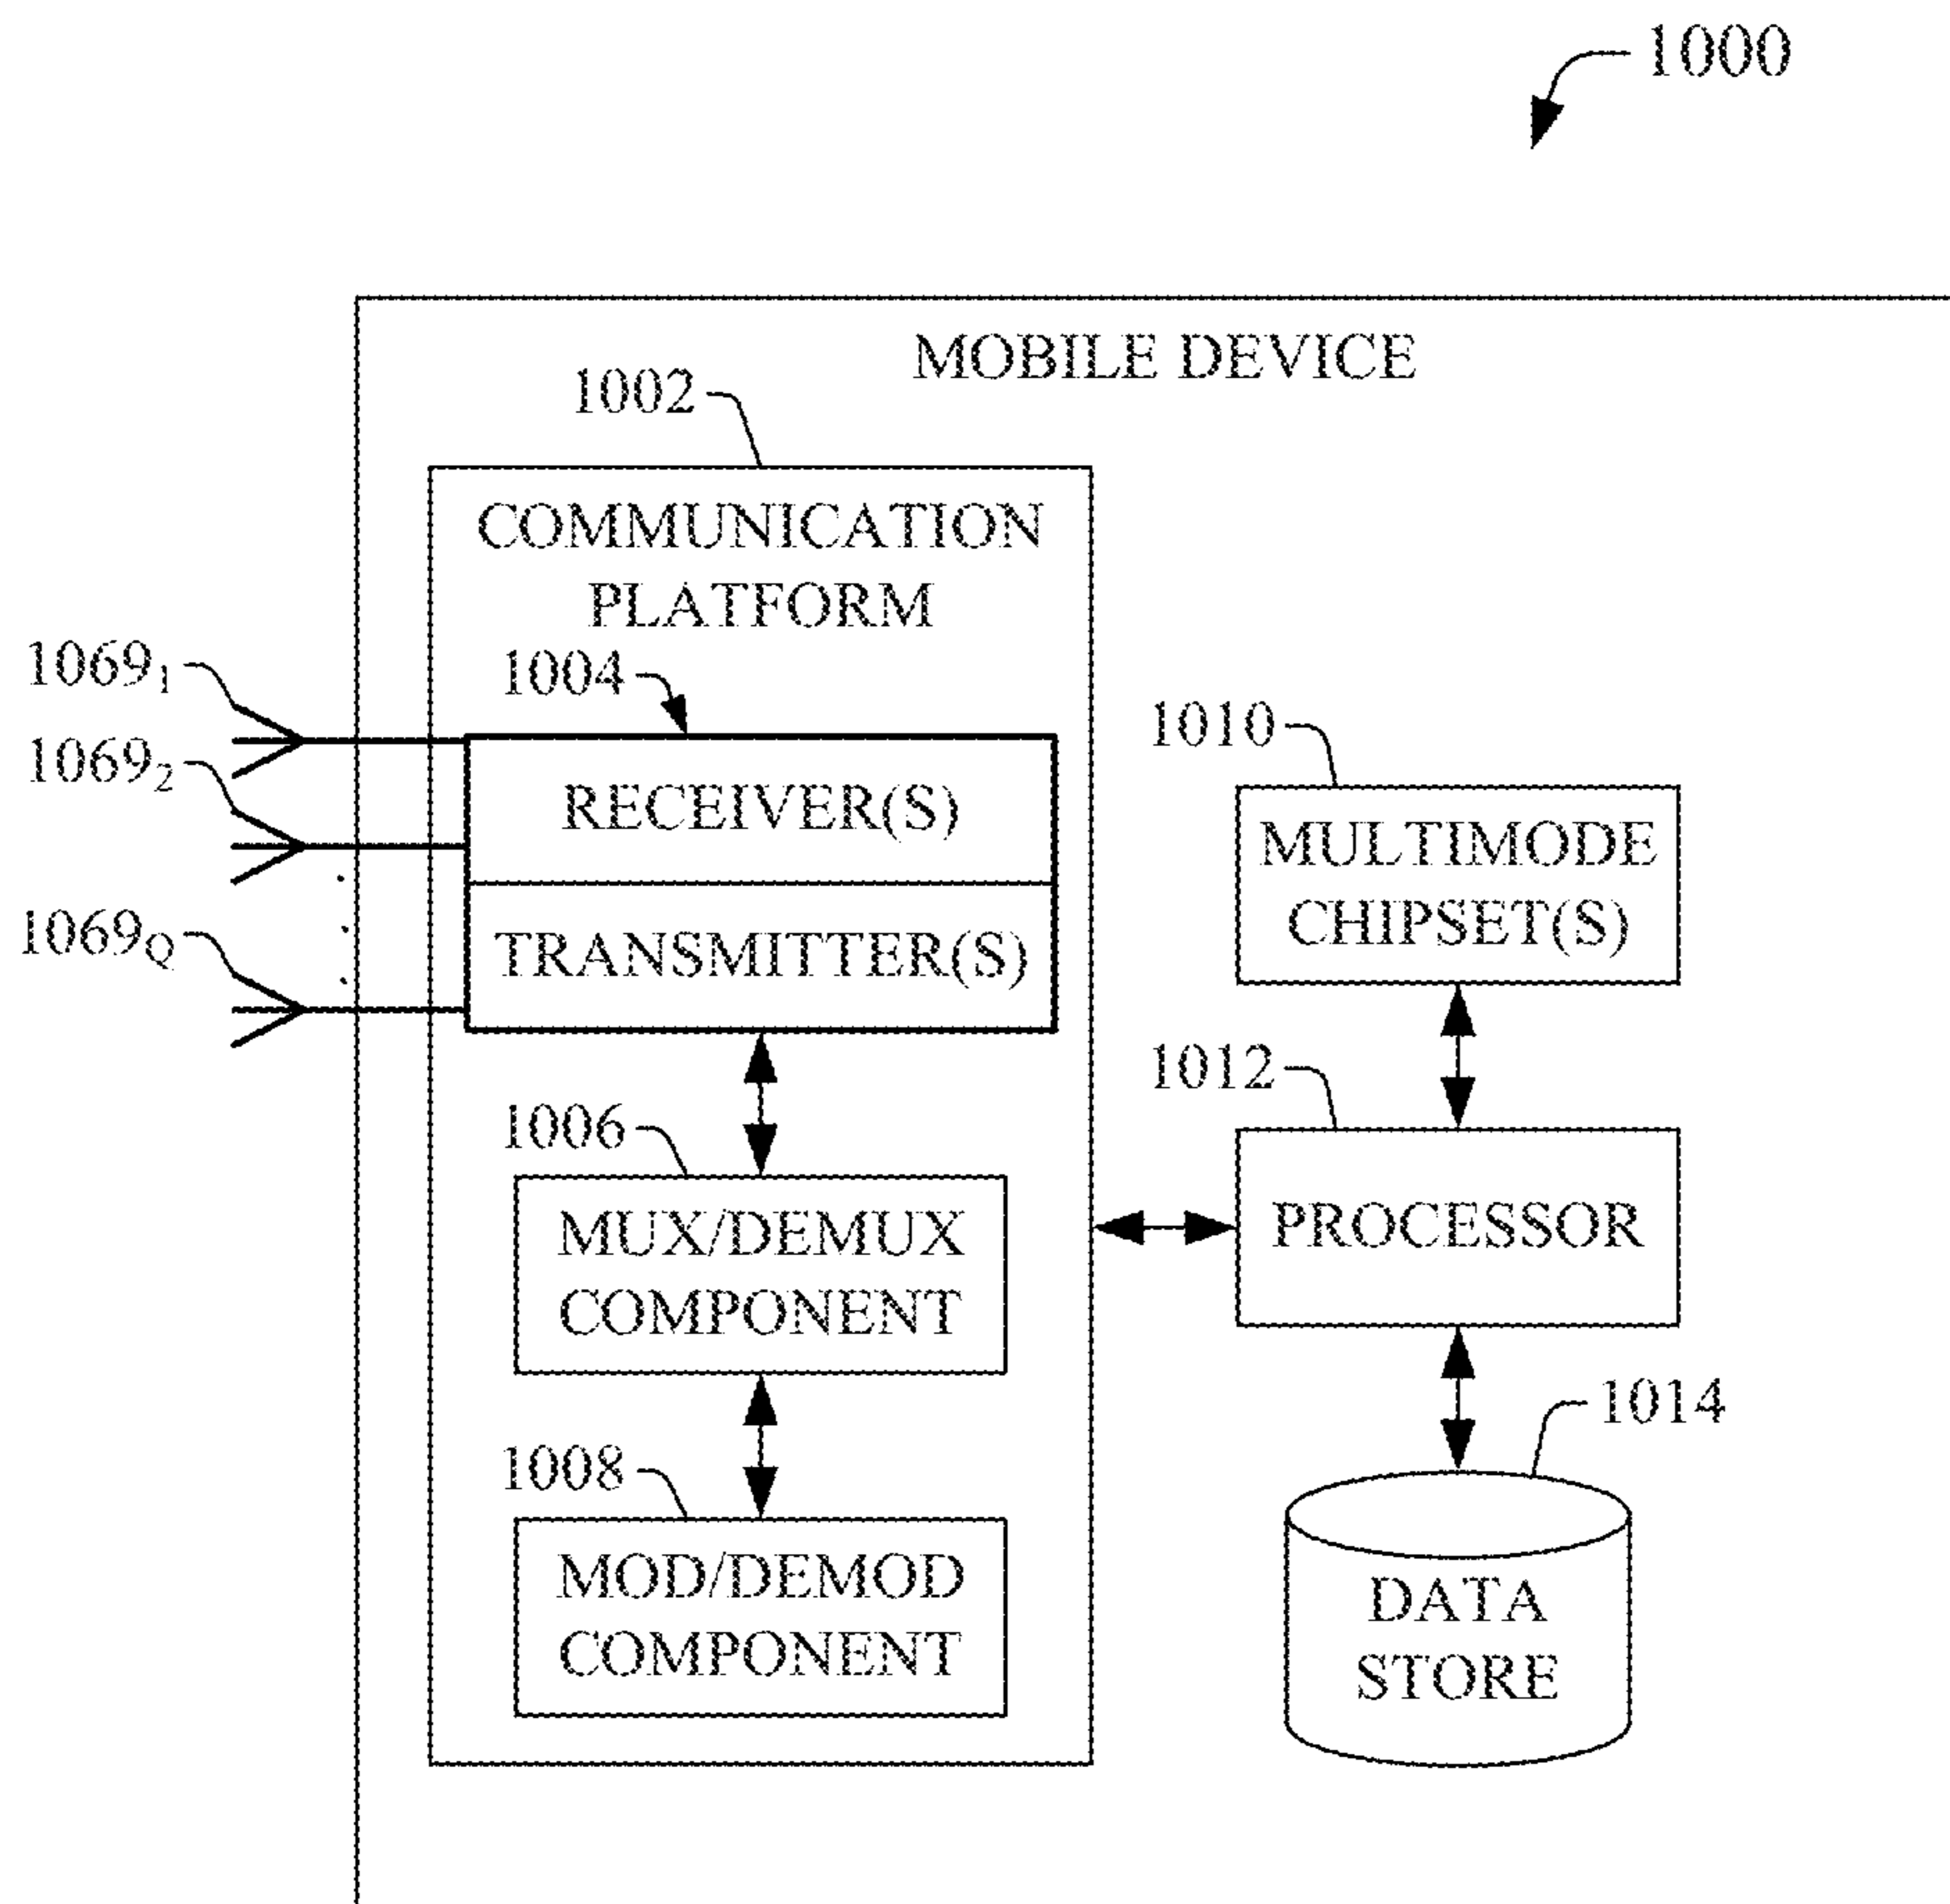 1000
MOBILE DEVICE
1002
COMMUNICATION
PLATFORM
1004
1069₁
1069₂
1069Q
RECEIVER(S)
TRANSMITTER(S)
1006
MUX/DEMUX
COMPONENT
1008
MOD/DEMOD
COMPONENT
1010
MULTIMODE
CHIPSET(S)
1012
PROCESSOR
1014
DATA
STORE